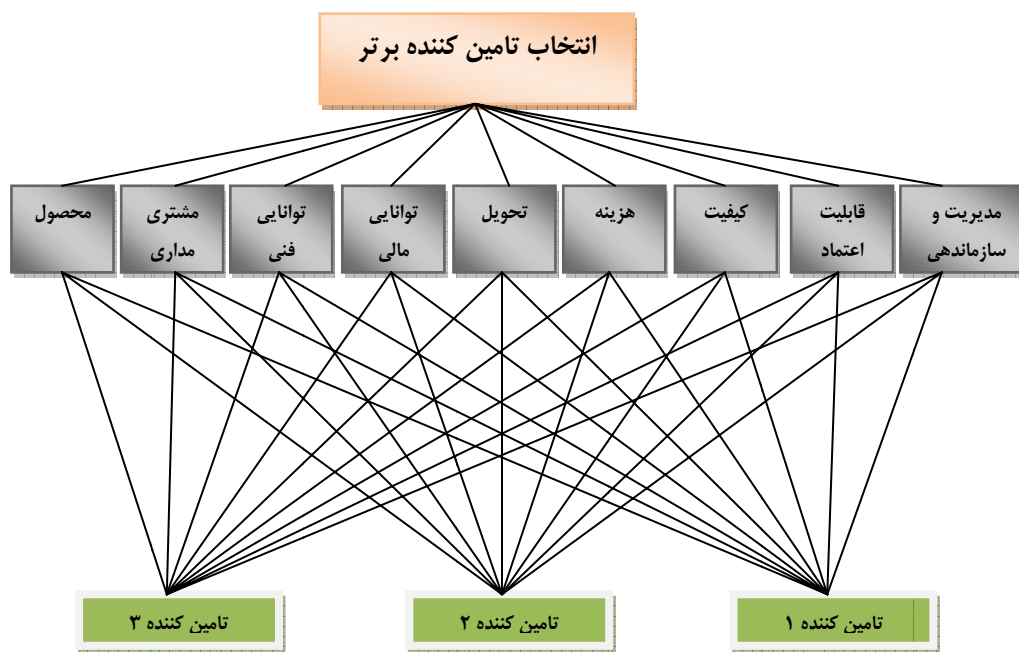 انتخاب تامین کننده برتر
مدیریت و
سازماندهی
قابلیت
اعتماد
کیفیت
هزینه
تحویل
توانایی
مالی
توانایی
فنی
مشتری
مداری
محصول
تامین کننده ۱
تامین کننده ۲
تامین کننده ۳